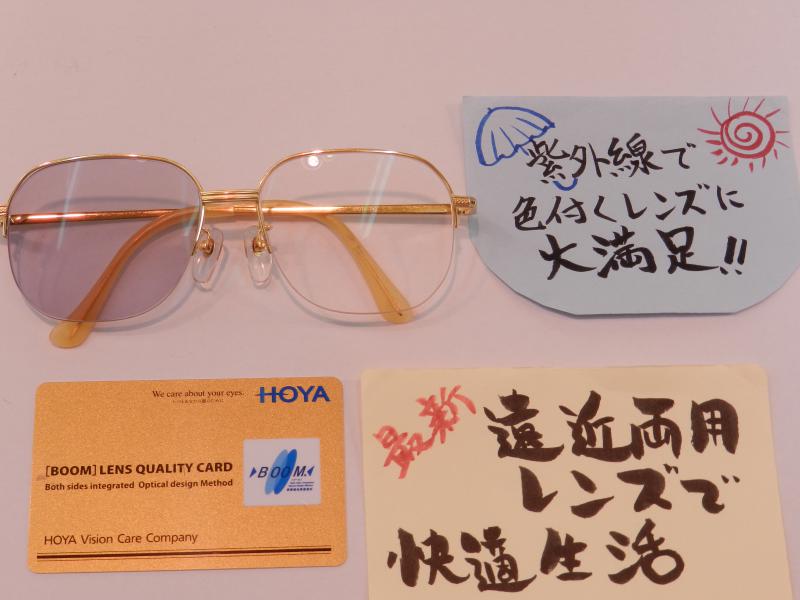 紫外線で
色付くレンズに
大満足!!
We care about your eyes.
HOYA
[BOOM] LENS QUALITY CARD
Both sides integrated Optical design Method
BOOM
HOYA Vision Care Company
最新
遠近両用
レンズで
快適生活